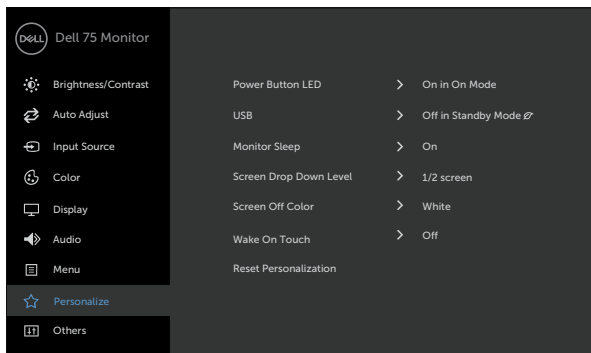 DELL Dell 75 Monitor
Brightness/Contrast
Auto Adjust
Input Source
Color
Display
Audio
Menu
Personalize
Others
Power Button LED > On in On Mode
USB > Off in Standby Mode
Monitor Sleep > On
Screen Drop Down Level > 1/2 screen
Screen Off Color > White
Wake On Touch > Off
Reset Personalization